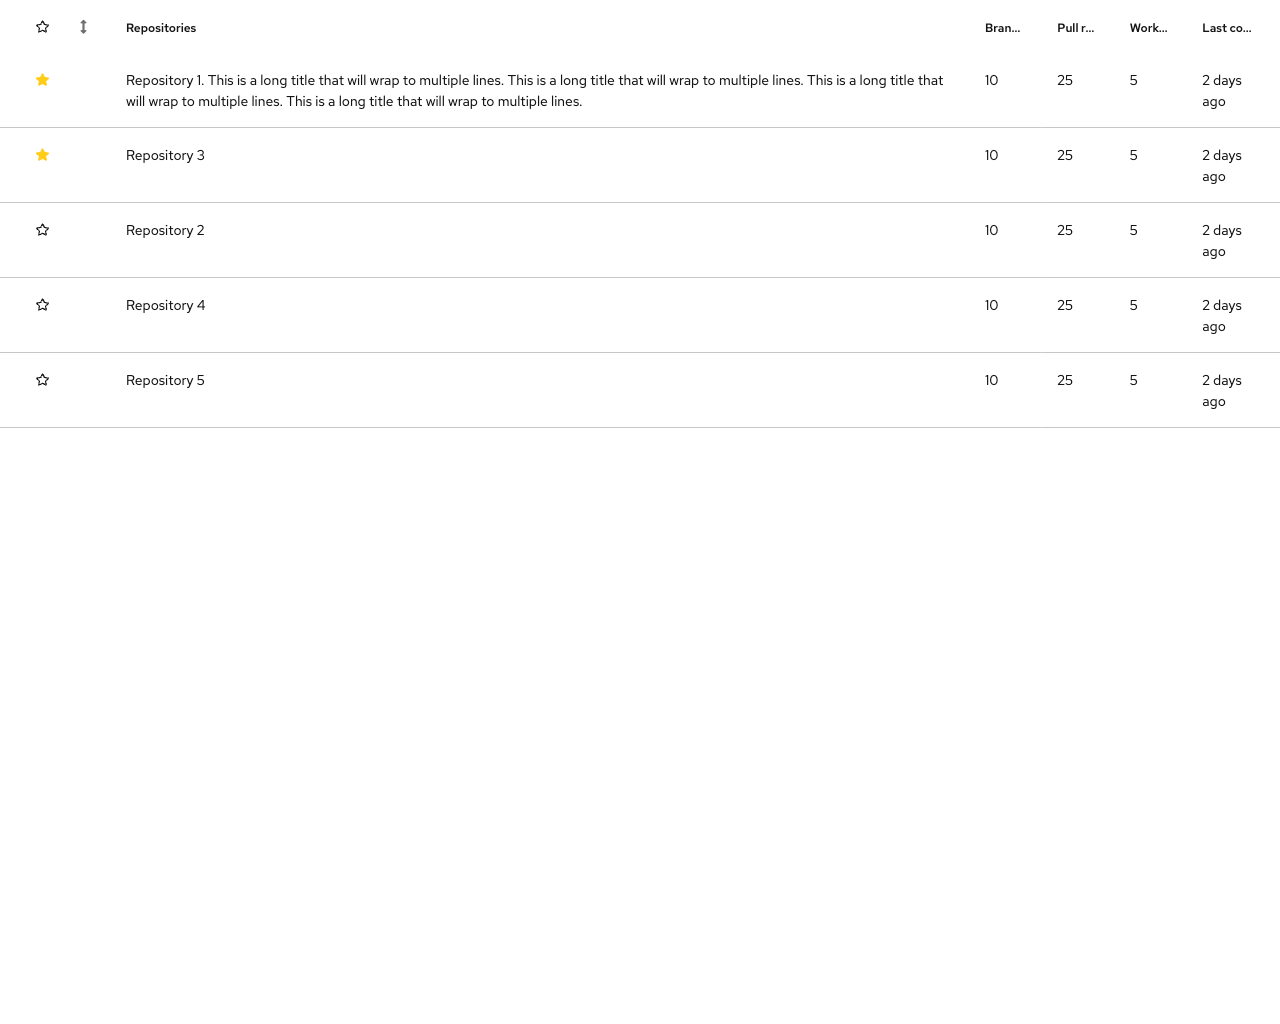 Repositories Bran... Pull r... Work... Last co...
Repository 1. This is a long title that will wrap to multiple lines. This is a long title that will wrap to multiple lines. This is a long title that 10 25 5 2 days
will wrap to multiple lines. This is a long title that will wrap to multiple lines. ago
Repository 3 10 25 5 2 days
ago
Repository 2 10 25 5 2 days
ago
Repository 4 10 25 5 2 days
ago
Repository 5 10 25 5 2 days
ago